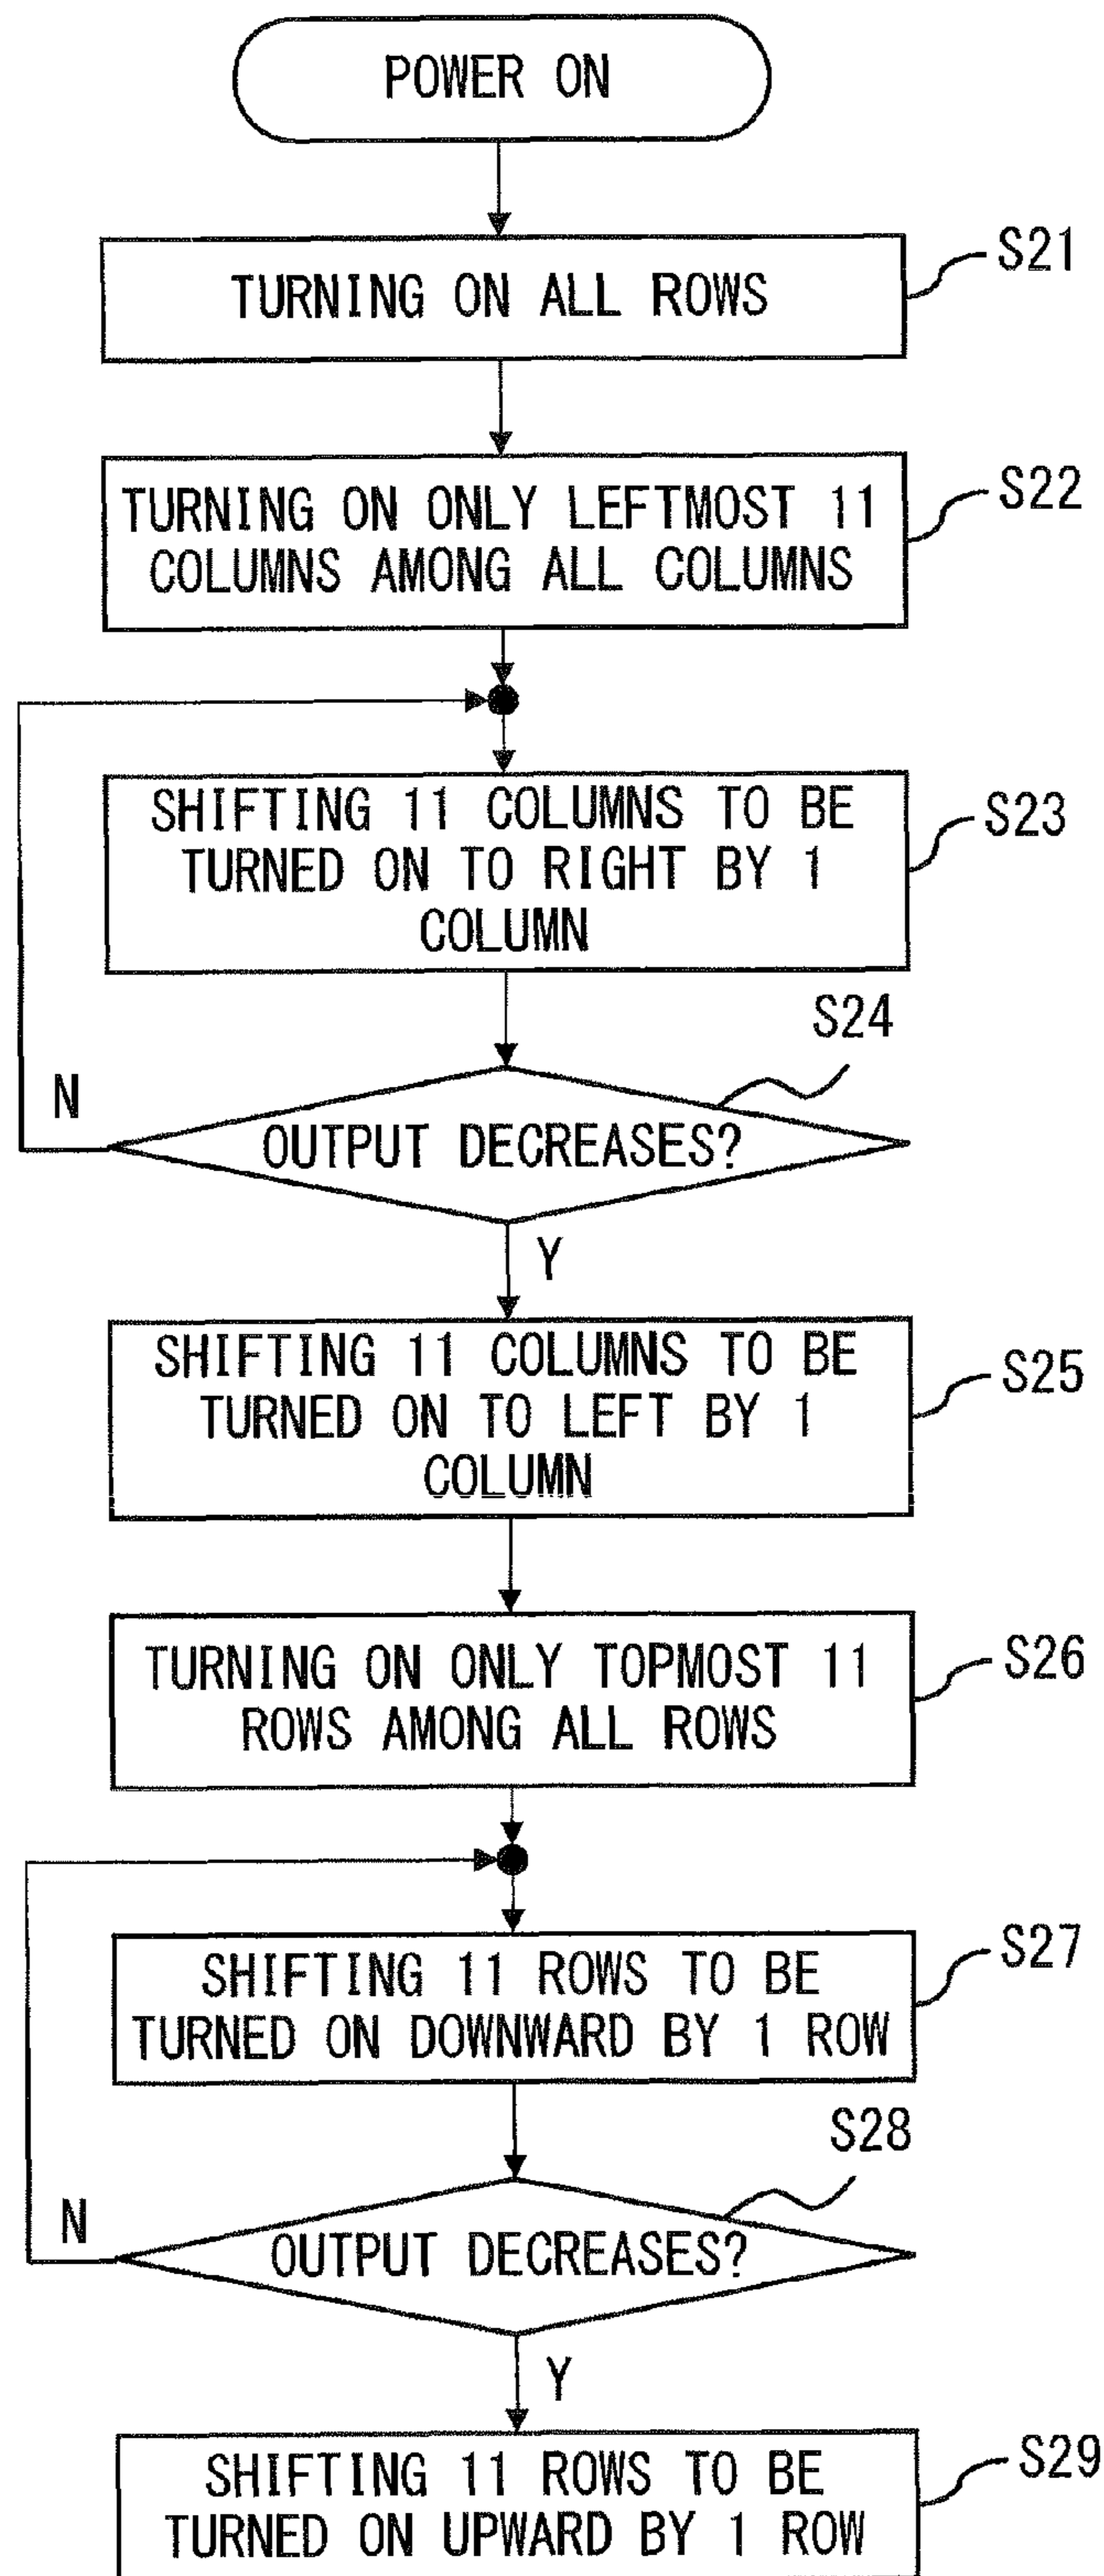 POWER ON
TURNING ON ALL ROWS
S21
TURNING ON ONLY LEFTMOST 11
COLUMNS AMONG ALL COLUMNS
S22
SHIFTING 11 COLUMNS TO BE
TURNED ON TO RIGHT BY 1
COLUMN
S23
S24
N
OUTPUT DECREASES?
Y
SHIFTING 11 COLUMNS TO BE
TURNED ON TO LEFT BY 1
COLUMN
S25
TURNING ON ONLY TOPMOST 11
ROWS AMONG ALL ROWS
S26
SHIFTING 11 ROWS TO BE
TURNED ON DOWNWARD BY 1 ROW
S27
S28
N
OUTPUT DECREASES?
Y
SHIFTING 11 ROWS TO BE
TURNED ON UPWARD BY 1 ROW
S29